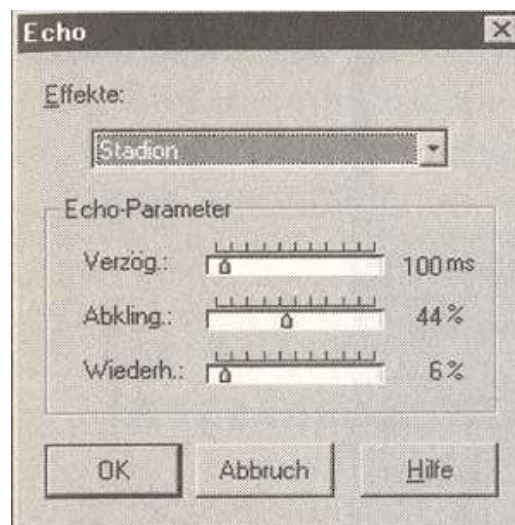 Echo
Effekte:
Stadion
Echo-Parameter
Verzög.: 100 ms
Abkling.: 44 %
Wiederh.: 6 %
OK Abbruch Hilfe